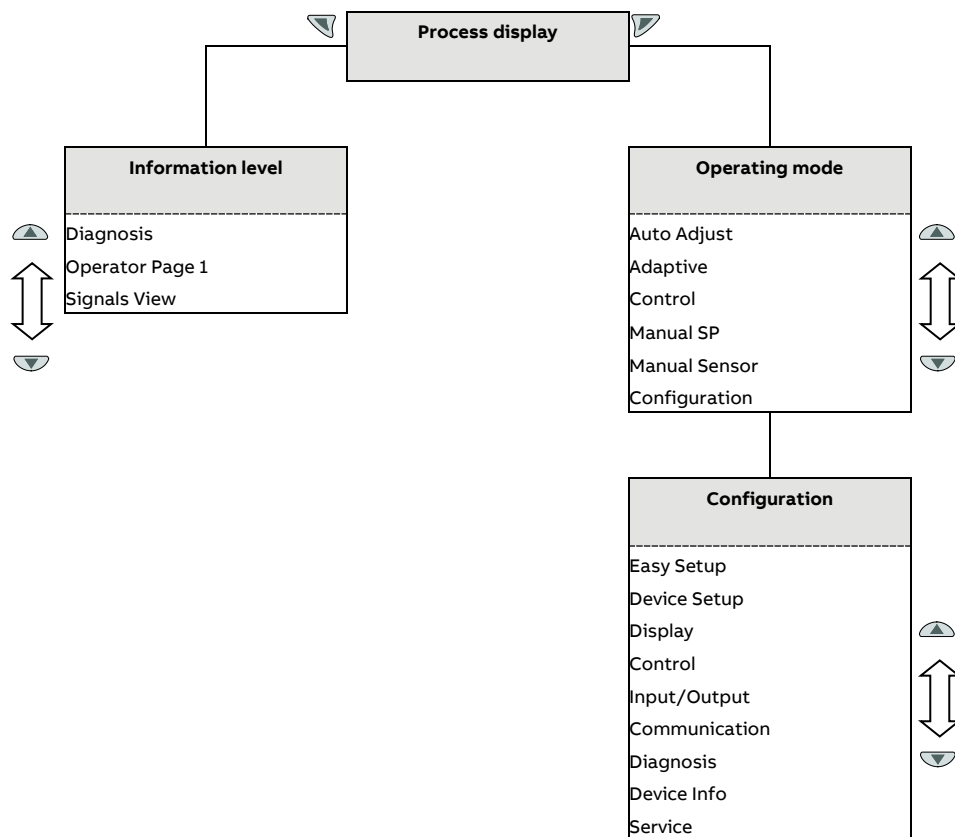 Process display
Information level
Diagnosis
Operator Page 1
Signals View
Operating mode
Auto Adjust
Adaptive
Control
Manual SP
Manual Sensor
Configuration
Configuration
Easy Setup
Device Setup
Display
Control
Input/Output
Communication
Diagnosis
Device Info
Service